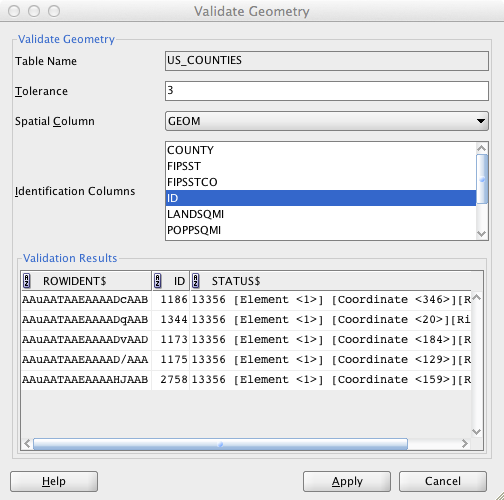 Validate Geometry
Validate Geometry
Table Name US_COUNTIES
Tolerance 3
Spatial Column GEOM
Identification Columns
COUNTY
FIPSST
FIPSSTCO
ID
LANDSQMI
POPPSQMI
Validation Results
ROWIDENT$ ID STATUS$
AAuAATAAEAAAADcAAB 1186 13356 [Element <1>] [Coordinate <346>][R
AAuAATAAEAAAADqAAB 1344 13356 [Element <1>] [Coordinate <20>][Ri
AAuAATAAEAAAADvAAD 1173 13356 [Element <1>] [Coordinate <184>][R
AAuAATAAEAAAAD/AAA 1175 13356 [Element <1>] [Coordinate <129>][R
AAuAATAAEAAAAHJAAB 2758 13356 [Element <1>] [Coordinate <159>][R
Help Apply Cancel